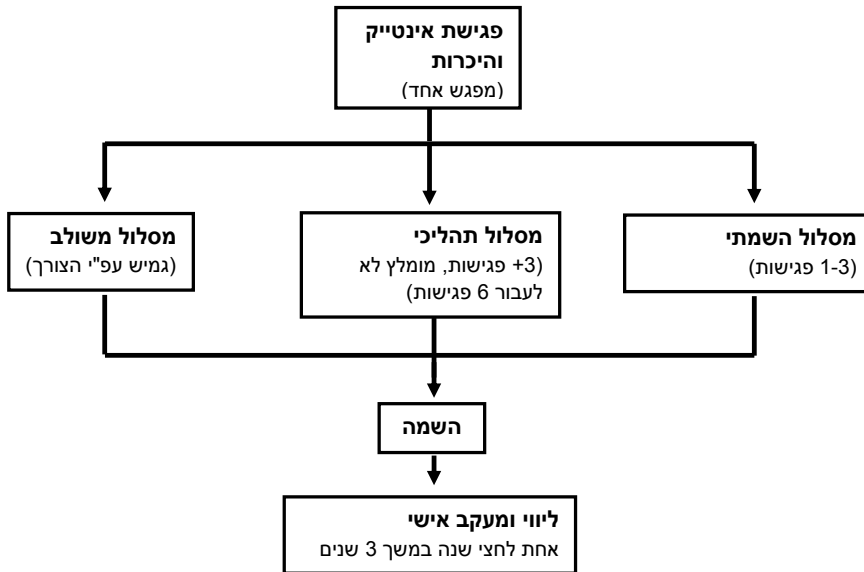 פגישת אינטייק
והיכרות
(מפגש אחד)
מסלול השמתי
(1-3 פגישות)
מסלול תהליכי
(3+ פגישות, מומלץ לא
לעבור 6 פגישות)
מסלול משולב
(גמיש עפ"י הצורך)
השמה
ליווי ומעקב אישי
אחת לחצי שנה במשך 3 שנים